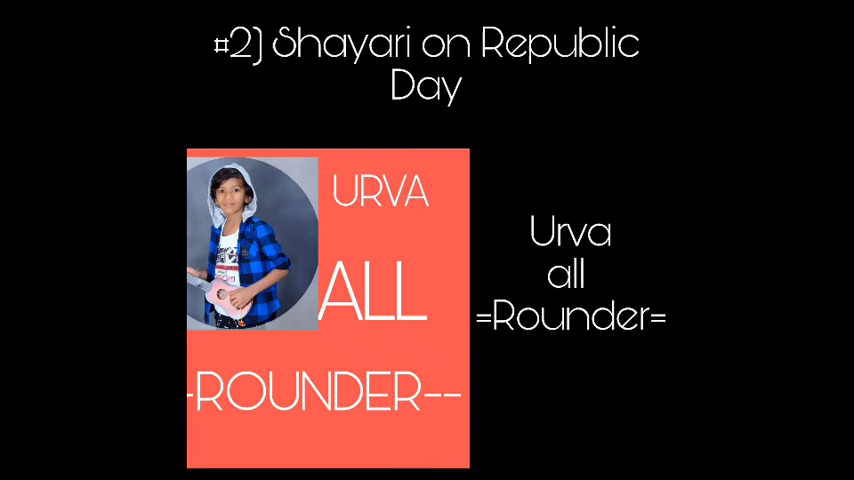 #2) Shayari on Republic
Day
URVA
ALL
-ROUNDER--
Urva
all
=Rounder=